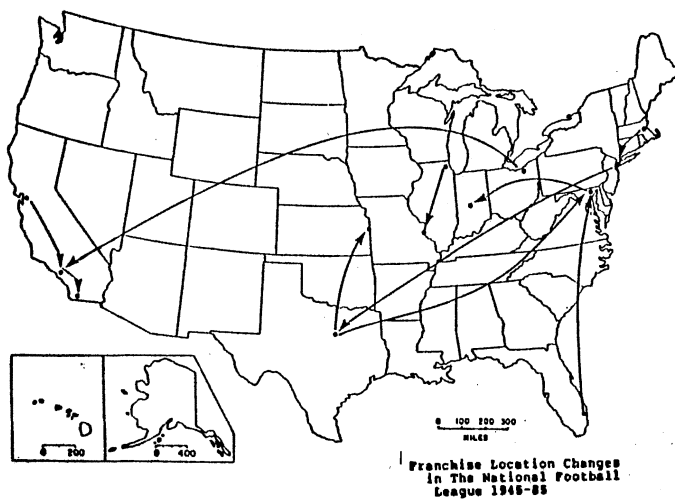 0 200
0 400
0 100 200 300
MILES
Franchise Location Changes
in The National Football
League 1945-85